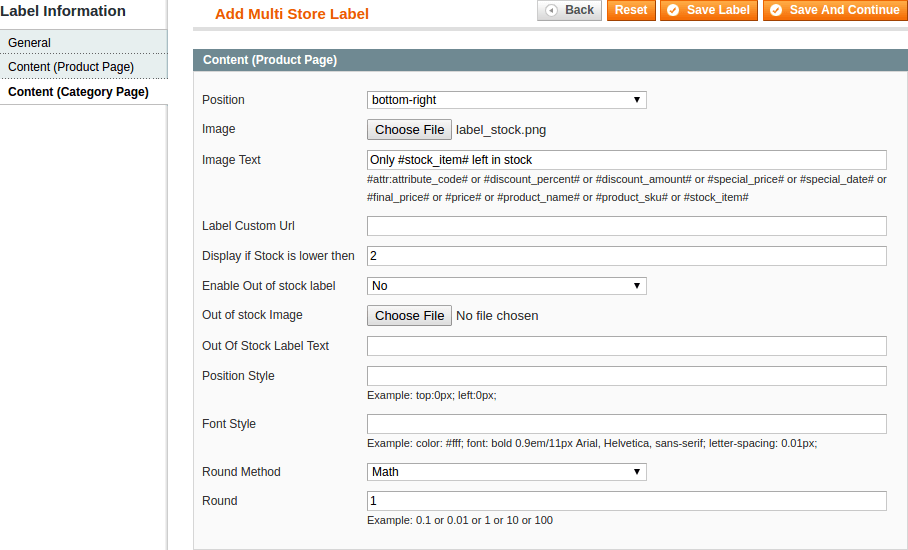 Label Information
General
Content (Product Page)
Content (Category Page)
Add Multi Store Label
Back
Reset
Save Label
Save And Continue
Content (Product Page)
Position
bottom-right
Image
Choose File label_stock.png
Image Text
Only #stock_item# left in stock
#attr:attribute_code# or #discount_percent# or #discount_amount# or #special_price# or #special_date# or
#final_price# or #price# or #product_name# or #product_sku# or #stock_item#
Label Custom Url
Display if Stock is lower then
2
Enable Out of stock label
No
Out of stock Image
Choose File No file chosen
Out Of Stock Label Text
Position Style
Example: top:0px; left:0px;
Font Style
Example: color: #fff; font: bold 0.9em/11px Arial, Helvetica, sans-serif; letter-spacing: 0.01px;
Round Method
Math
Round
1
Example: 0.1 or 0.01 or 1 or 10 or 100